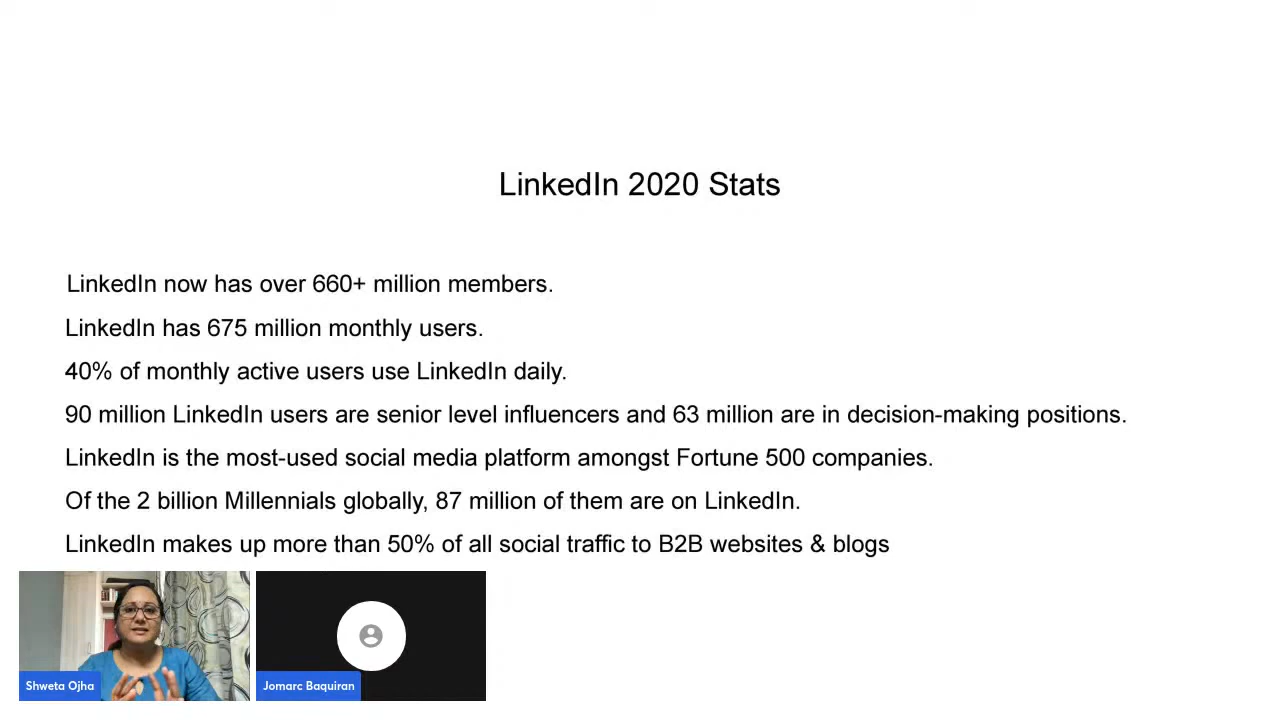 LinkedIn 2020 Stats
LinkedIn now has over 660+ million members.
LinkedIn has 675 million monthly users.
40% of monthly active users use LinkedIn daily.
90 million LinkedIn users are senior level influencers and 63 million are in decision-making positions.
LinkedIn is the most-used social media platform amongst Fortune 500 companies.
Of the 2 billion Millennials globally, 87 million of them are on LinkedIn.
LinkedIn makes up more than 50% of all social traffic to B2B websites & blogs
Shweta Ojha
Jomarc Baquiran